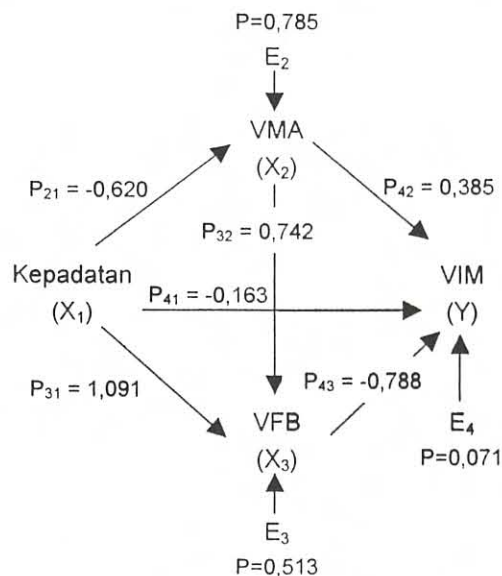 P=0,785
E₂
VMA
(X₂)
P₂₁ = -0,620
P₄₂ = 0,385
P₃₂ = 0,742
Kepadatan
(X₁)
P₄₁ = -0,163
VIM
(Y)
P₃₁ = 1,091
P₄₃ = -0,788
VFB
(X₃)
E₄
P=0,071
E₃
P=0,513